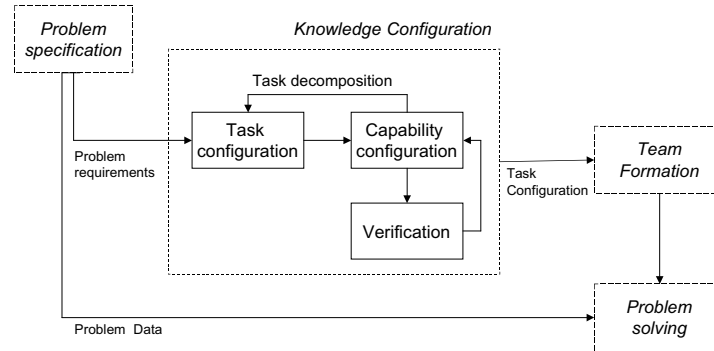 Problem
specification
Knowledge Configuration
Task decomposition
Task
configuration
Capability
configuration
Problem
requirements
Verification
Task
Configuration
Team
Formation
Problem Data
Problem
solving